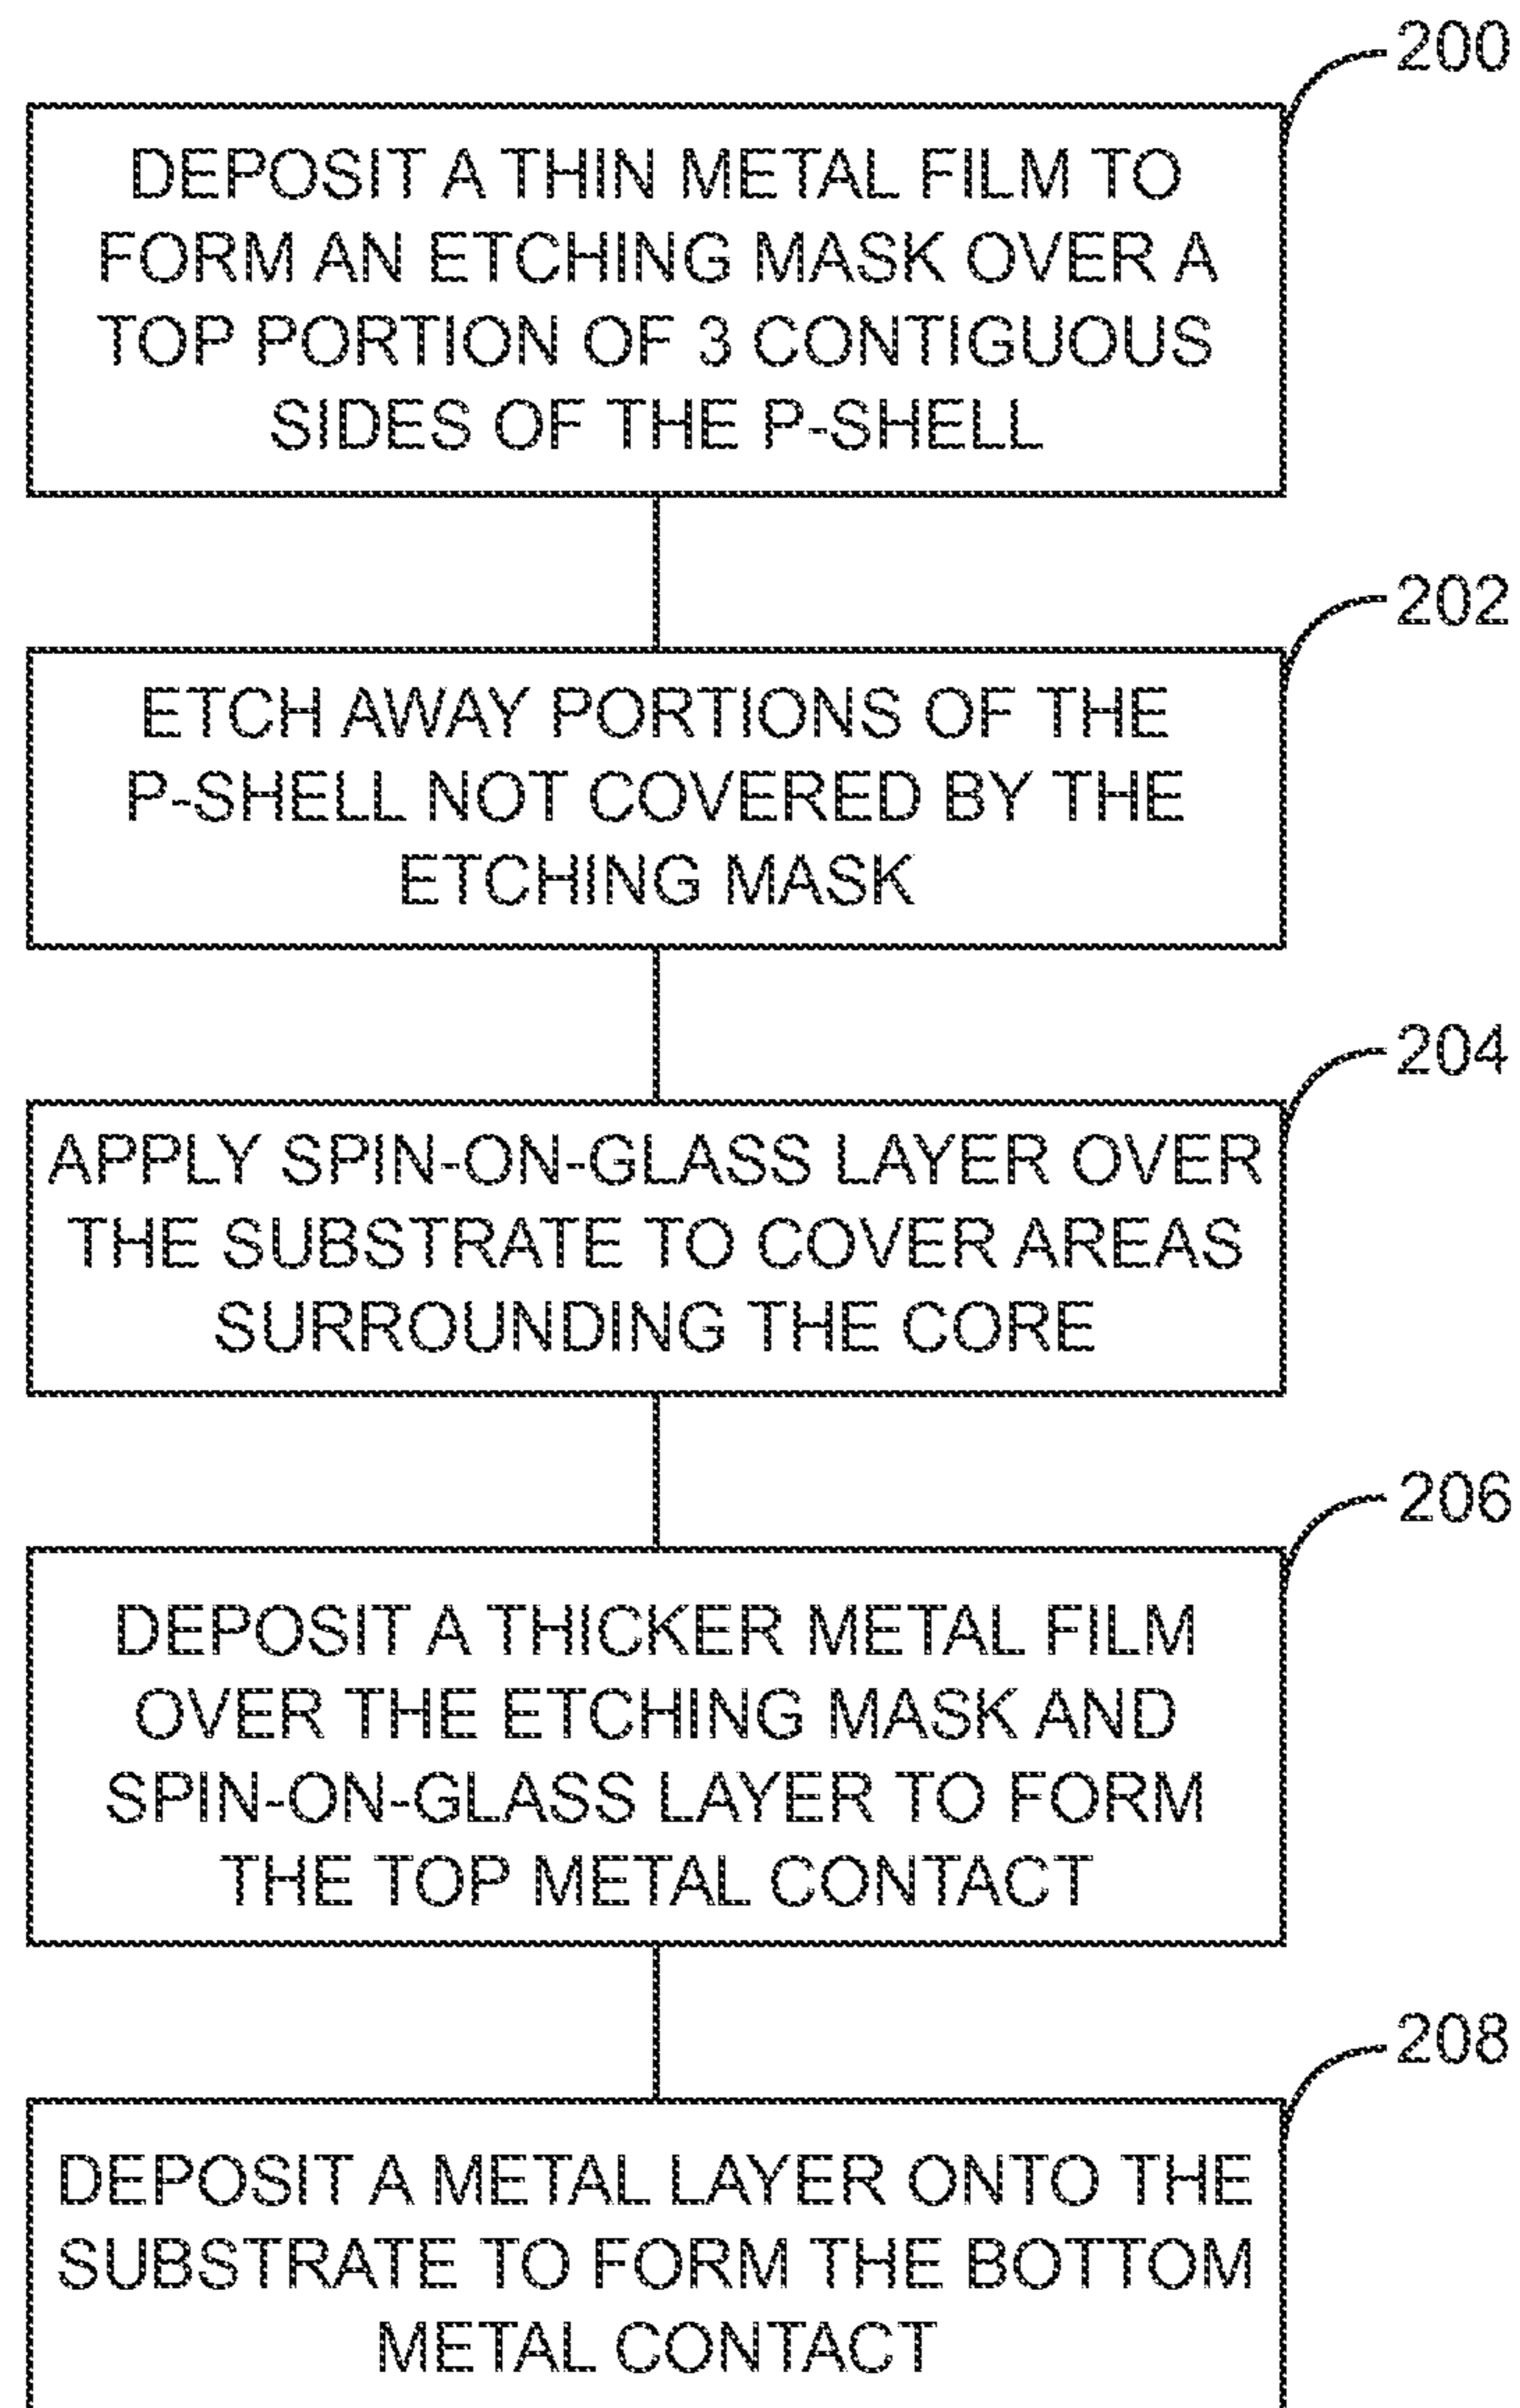 200
DEPOSIT A THIN METAL FILM TO
FORM AN ETCHING MASK OVER A
TOP PORTION OF 3 CONTIGUOUS
SIDES OF THE P-SHELL
202
ETCH AWAY PORTIONS OF THE
P-SHELL NOT COVERED BY THE
ETCHING MASK
204
APPLY SPIN-ON-GLASS LAYER OVER
THE SUBSTRATE TO COVER AREAS
SURROUNDING THE CORE
206
DEPOSIT A THICKER METAL FILM
OVER THE ETCHING MASK AND
SPIN-ON-GLASS LAYER TO FORM
THE TOP METAL CONTACT
208
DEPOSIT A METAL LAYER ONTO THE
SUBSTRATE TO FORM THE BOTTOM
METAL CONTACT